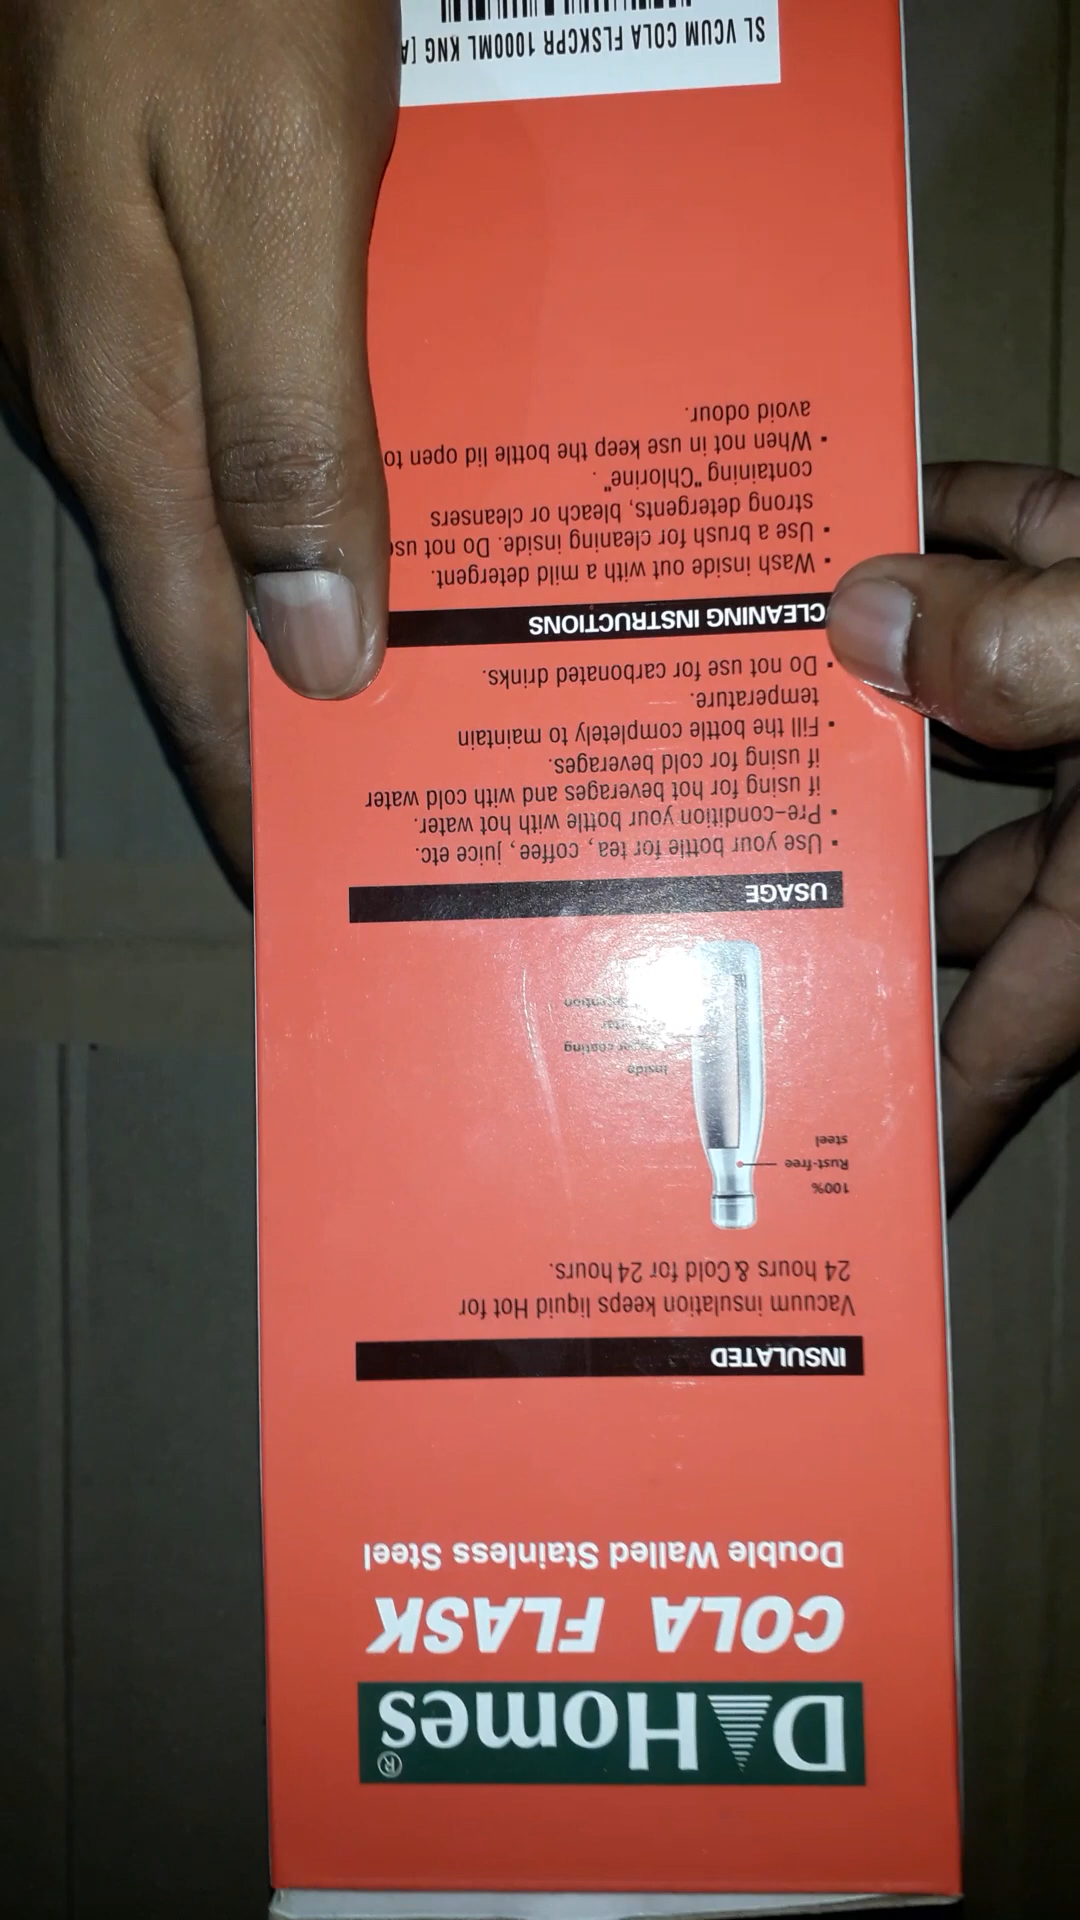 D Homes®
COLA FLASK
Double Walled Stainless Steel
INSULATED
Vacuum insulation keeps liquid Hot for
24 hours & Cold for 24 hours.
100%
Rust-free
steel
Inside
coating
USAGE
• Use your bottle for tea, coffee, juice etc.
• Pre-condition your bottle with hot water.
if using for hot beverages and with cold water
if using for cold beverages.
• Fill the bottle completely to maintain
temperature.
• Do not use for carbonated drinks.
CLEANING INSTRUCTIONS
• Wash inside out with a mild detergent.
• Use a brush for cleaning inside. Do not use
strong detergents, bleach or cleansers
containing "Chlorine".
• When not in use keep the bottle lid open to
avoid odour.
SL VCUM COLA FLSKCPR 1000ML KNG [A